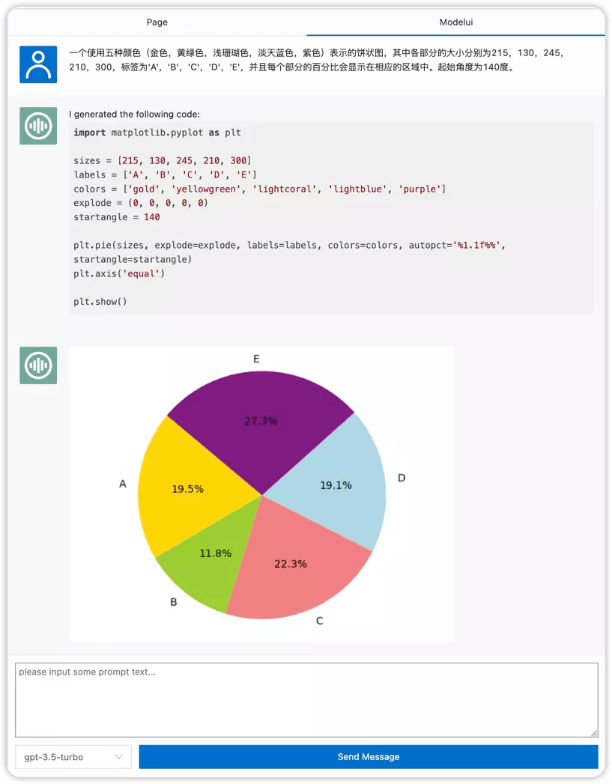 Page
Modelui
一个使用五种颜色（金色，黄绿色，浅珊瑚色，淡天蓝色，紫色）表示的饼状图，其中各部分的大小分别为215，130，245，
210，300，标签为'A'，'B'，'C'，'D'，'E'，并且每个部分的百分比会显示在相应的区域中。起始角度为140度。
I generated the following code:
import matplotlib.pyplot as plt
sizes = [215, 130, 245, 210, 300]
labels = ['A', 'B', 'C', 'D', 'E']
colors = ['gold', 'yellowgreen', 'lightcoral', 'lightblue', 'purple']
explode = (0, 0, 0, 0, 0)
startangle = 140
plt.pie(sizes, explode=explode, labels=labels, colors=colors, autopct='%1.1f%%',
startangle=startangle)
plt.axis('equal')
plt.show()
E
27.3%
A
19.5%
19.1%
D
11.8%
22.3%
B
C
please input some prompt text...
gpt-3.5-turbo
Send Message